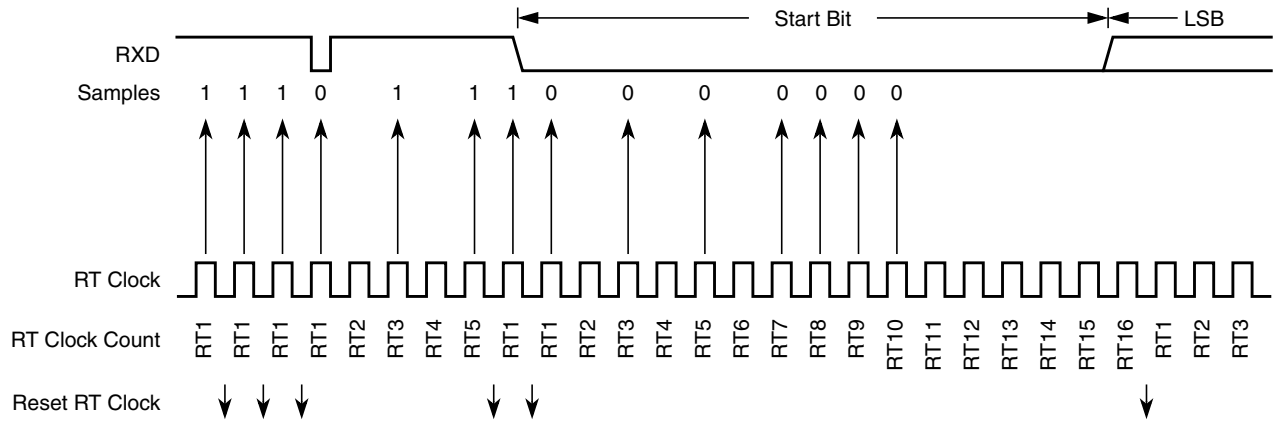 Start Bit LSB
RXD
Samples 1 1 1 0 1 1 1 0 0 0 0 0 0 0
RT Clock
RT Clock Count RT1 RT1 RT1 RT1 RT2 RT3 RT4 RT5 RT1 RT1 RT2 RT3 RT4 RT5 RT6 RT7 RT8 RT9 RT10 RT11 RT12 RT13 RT14 RT15 RT16 RT1 RT2 RT3
Reset RT Clock